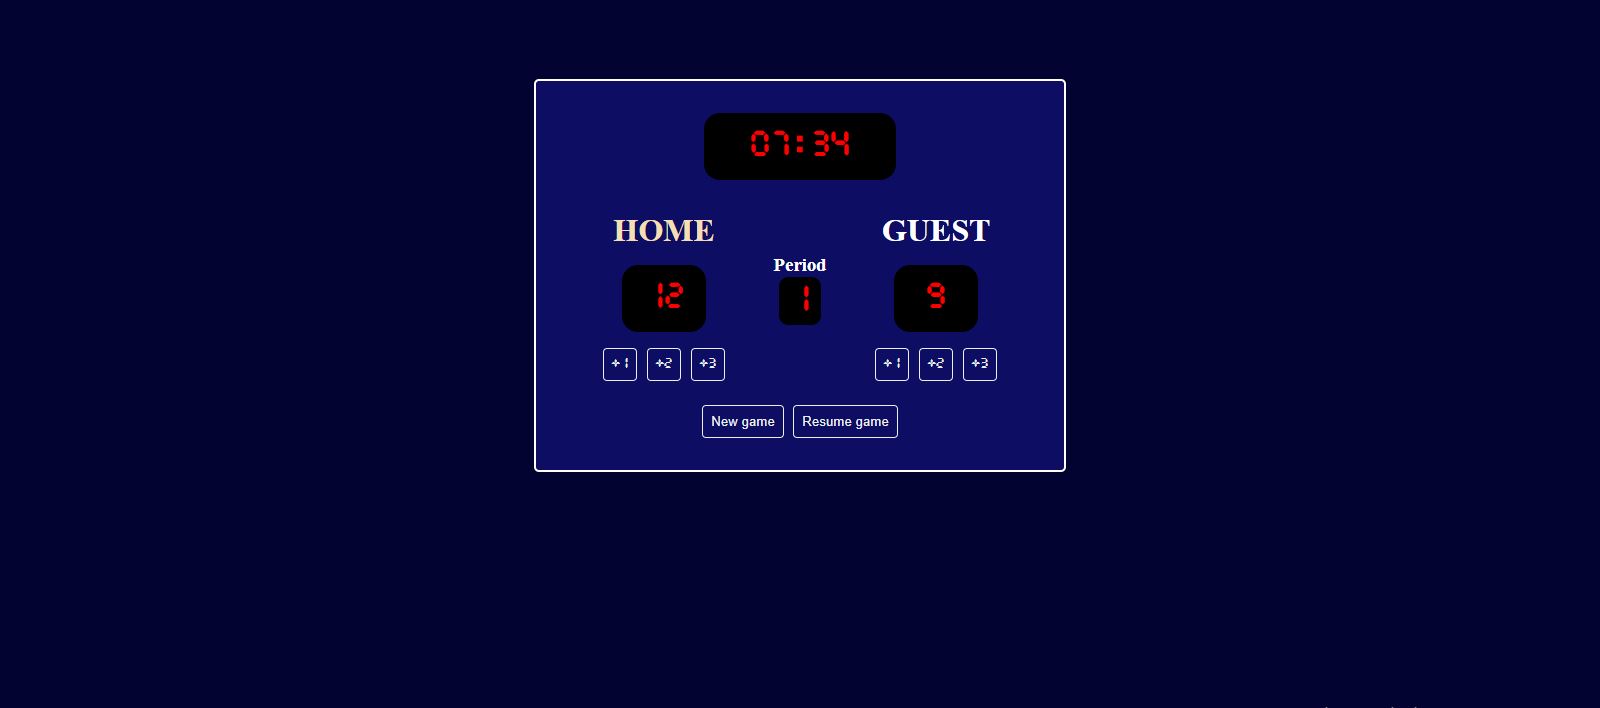 07:34
HOME
GUEST
Period
12
1
9
+1 +2 +3
+1 +2 +3
New game
Resume game